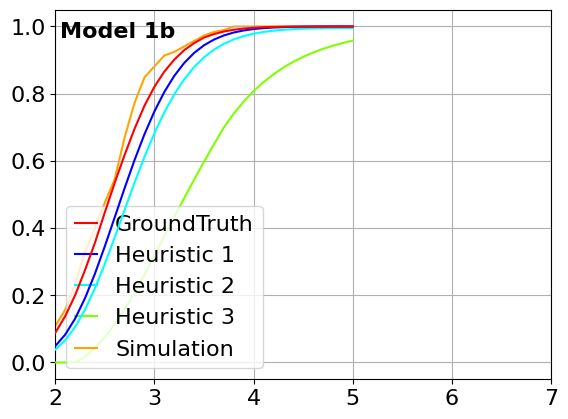 Model 1b
1.0
0.8
0.6
0.4
0.2
0.0
GroundTruth
Heuristic 1
Heuristic 2
Heuristic 3
Simulation
2 3 4 5 6 7